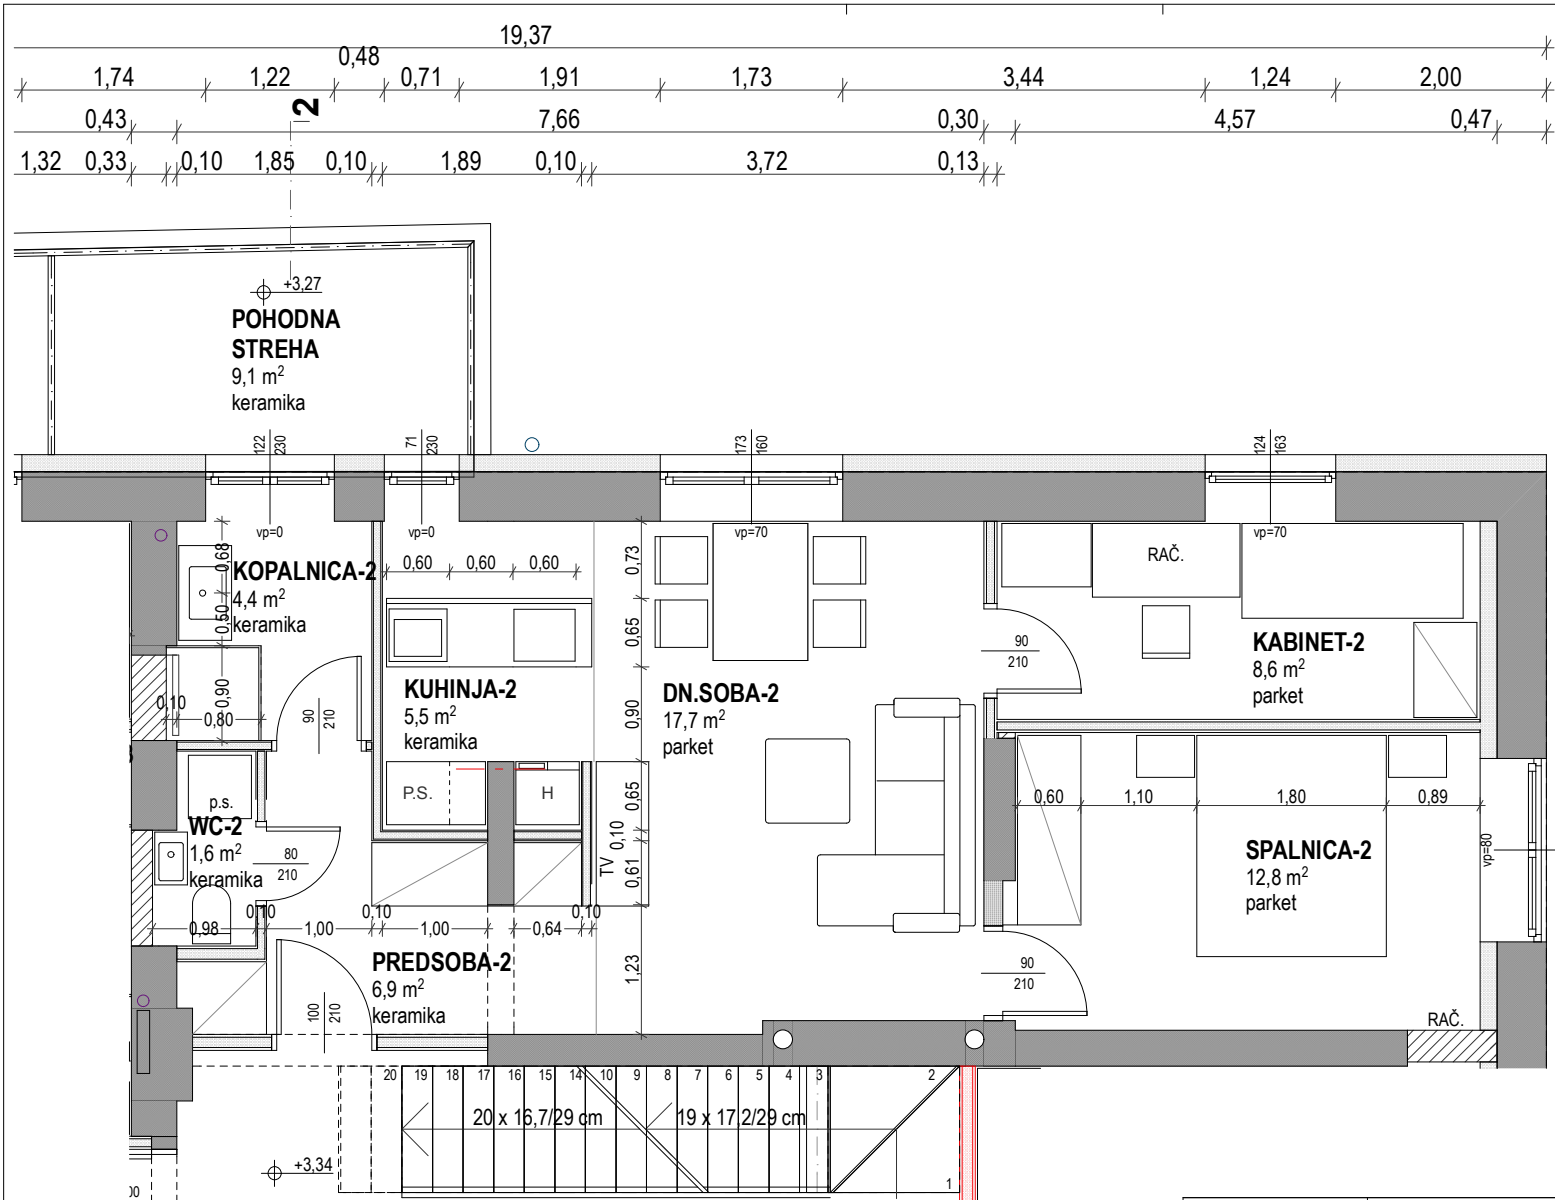 19,37
0,48
1,74 1,22 0,71 1,91 1,73 3,44 1,24 2,00
2
0,43 7,66 0,30 4,57 0,47
1,32 0,33 0,10 1,85 0,10 1,89 0,10 3,72 0,13
+3,27
POHODNA
STREHA
9,1 m²
keramika
122 230
71 230
173 160
124 163
vp=0
vp=0
vp=70
vp=70
0,68
0,50
0,90
KOPALNICA-2
4,4 m²
keramika
0,60 0,60 0,60
0,73
0,65
0,90
0,65
0,10
0,61
1,23
RAČ.
KABINET-2
8,6 m²
parket
90
210
KUHINJA-2
5,5 m²
keramika
DN.SOBA-2
17,7 m²
parket
0,10
0,80
90
210
P.S.
H
TV
p.s.
WC-2
1,6 m²
keramika
80
210
0,60 1,10 1,80 0,89
SPALNICA-2
12,8 m²
parket
vp=80
0,10 0,10 0,10
0,98 1,00 1,00 0,64
PREDSOBA-2
6,9 m²
keramika
100
210
90
210
RAČ.
20 19 18 17 16 15 14 10 9 8 7 6 5 4 3 2
20 x 16,7/29 cm 19 x 17,2/29 cm
+3,34
1